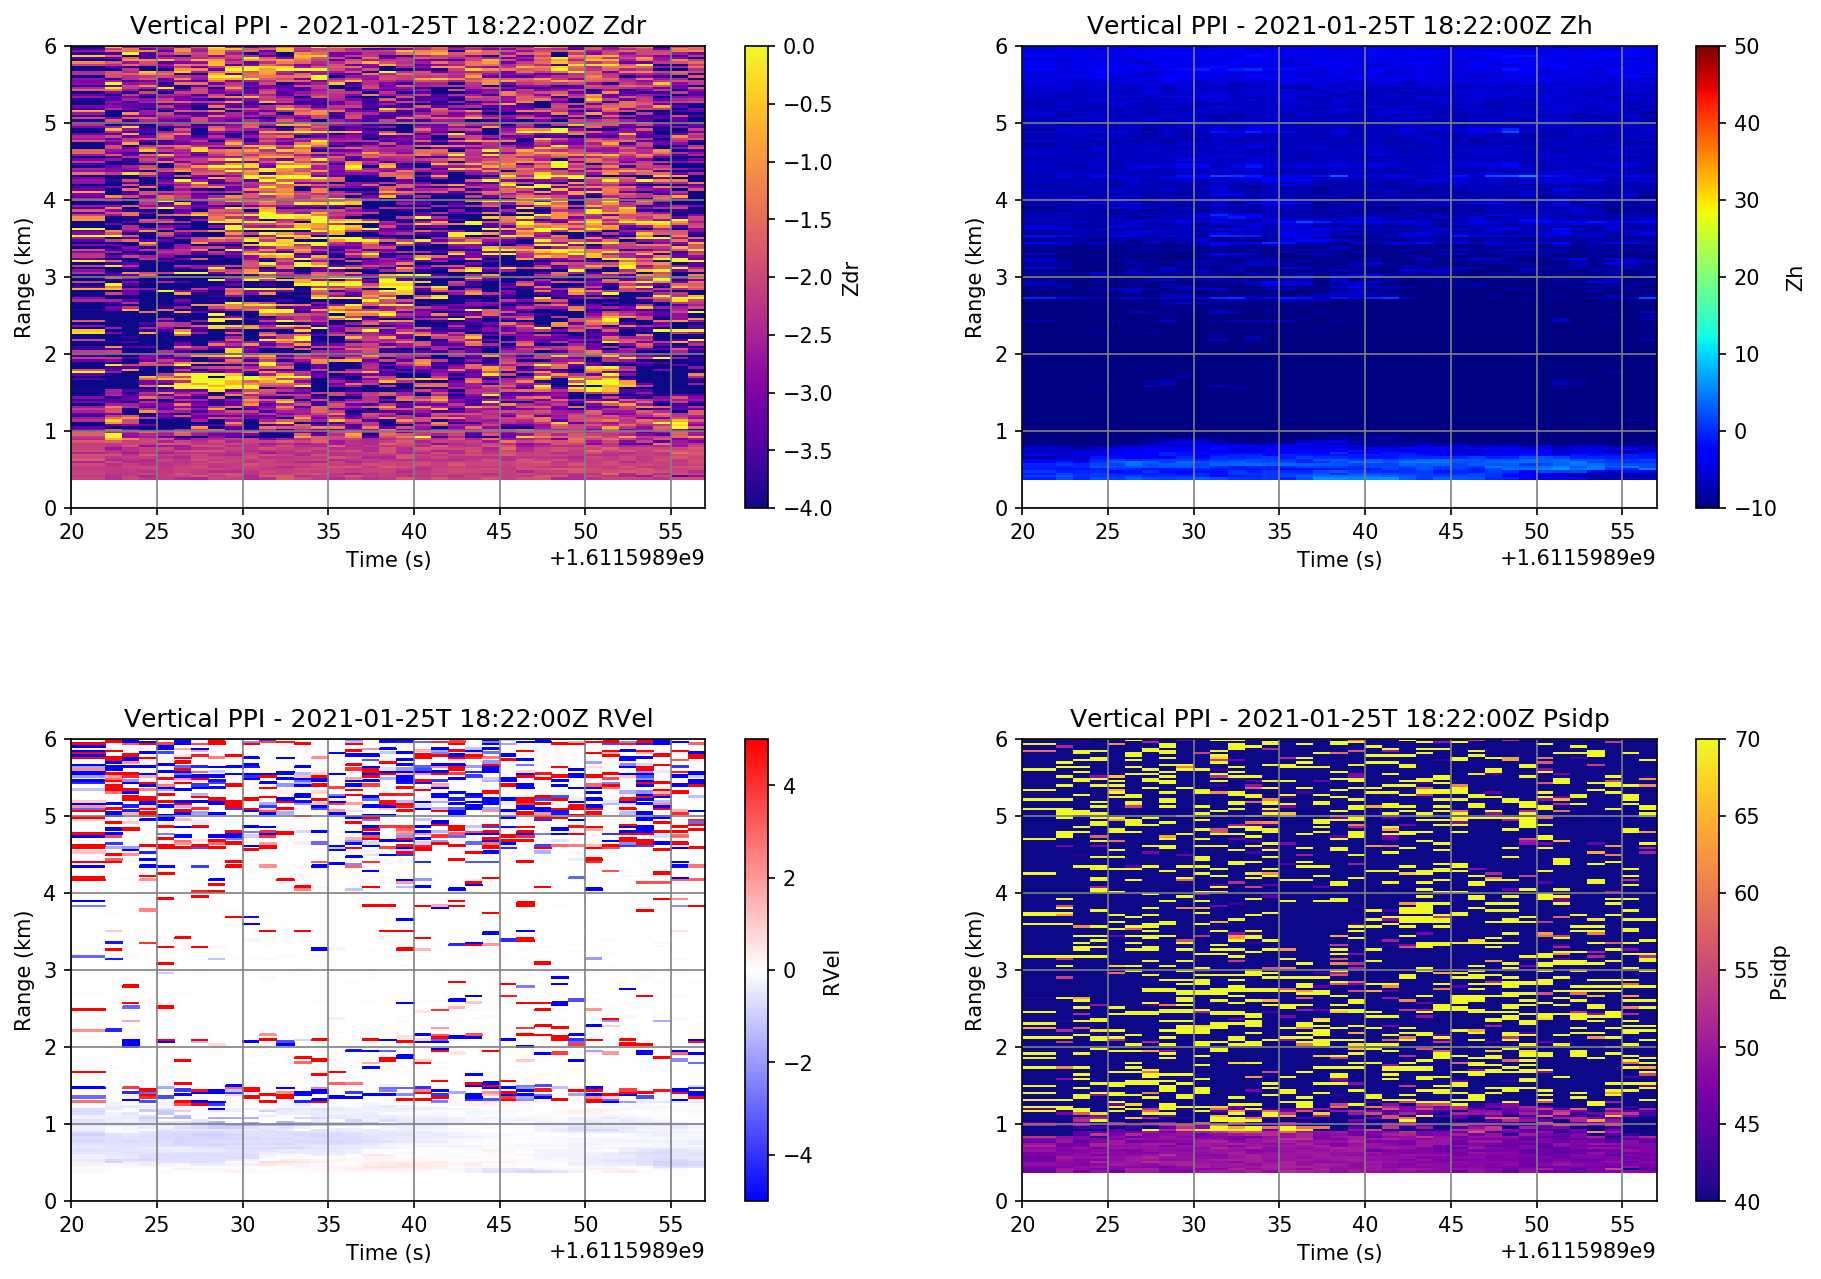 Vertical PPI - 2021-01-25T 18:22:00Z Zdr
6
5
4
3
2
1
0
Range (km)
20 25 30 35 40 45 50 55
Time (s)
+1.6115989e9
0.0
−0.5
−1.0
−1.5
−2.0
−2.5
−3.0
−3.5
−4.0
Zdr
Vertical PPI - 2021-01-25T 18:22:00Z Zh
6
5
4
3
2
1
0
Range (km)
20 25 30 35 40 45 50 55
Time (s)
+1.6115989e9
50
40
30
20
10
0
−10
Zh
Vertical PPI - 2021-01-25T 18:22:00Z RVel
6
5
4
3
2
1
0
Range (km)
20 25 30 35 40 45 50 55
Time (s)
+1.6115989e9
4
2
0
−2
−4
RVel
Vertical PPI - 2021-01-25T 18:22:00Z Psidp
6
5
4
3
2
1
0
Range (km)
20 25 30 35 40 45 50 55
Time (s)
+1.6115989e9
70
65
60
55
50
45
40
Psidp